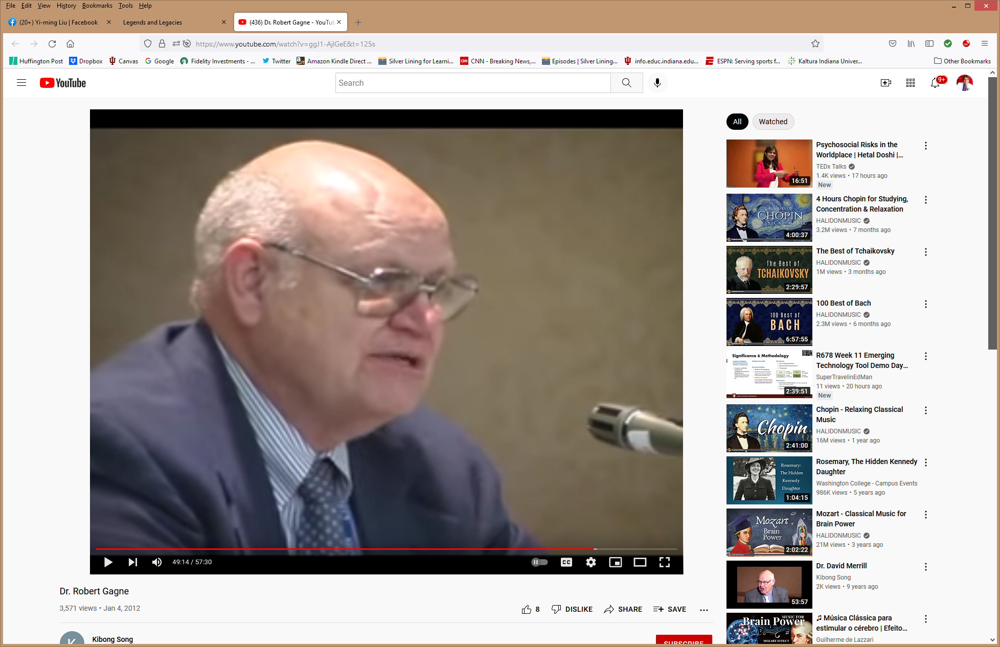 File Edit View History Bookmarks Tools Help
(20+) Yi-ming Liu | Facebook
Legends and Legacies
(436) Dr. Robert Gagne - YouTub
https://www.youtube.com/watch?v=ggJ1-AjlGeE&t=125s
Huffington Post Dropbox Canvas Google Fidelity Investments - ... Twitter Amazon Kindle Direct ... Silver Lining for Learni... CNN - Breaking News,... Episodes | Silver Lining... info.educ.indiana.edu... ESPN: Serving sports f... Kaltura Indiana Univer... Other Bookmarks
YouTube
Search
9+
49:14 / 57:30
CC
Dr. Robert Gagne
3,571 views • Jan 4, 2012
8 DISLIKE SHARE SAVE ...
K
Kibong Song
SUBSCRIBE
All Watched
16:51
Psychosocial Risks in the
Worldplace | Hetal Doshi |...
TEDx Talks
1.4K views • 17 hours ago
New
4 HOURS OF
CHOPIN
CLASSICAL MUSIC
4:00:37
4 Hours Chopin for Studying,
Concentration & Relaxation
HALIDONMUSIC
3.2M views • 7 months ago
The Best of
TCHAIKOVSKY
2:29:57
The Best of Tchaikovsky
HALIDONMUSIC
1M views • 3 months ago
100 Best of
BACH
6:57:55
100 Best of Bach
HALIDONMUSIC
2.3M views • 6 months ago
Significance & Methodology
2:39:51
R678 Week 11 Emerging
Technology Tool Demo Day...
SuperTravelinEdMan
11 views • 20 hours ago
New
Chopin
2:41:00
Chopin - Relaxing Classical
Music
HALIDONMUSIC
16M views • 1 year ago
Rosemary:
The Hidden
Kennedy
Daughter
1:04:15
Rosemary, The Hidden Kennedy
Daughter
Washington College - Campus Events
986K views • 5 years ago
Mozart
Brain
Power
2:02:22
Mozart - Classical Music for
Brain Power
HALIDONMUSIC
21M views • 3 years ago
53:57
Dr. David Merrill
Kibong Song
2K views • 9 years ago
MUSIC FOR
Brain Power
MOZART EFFECT
♫ Música Clássica para
estimular o cérebro | Efeito...
Guilherme de Lazzari